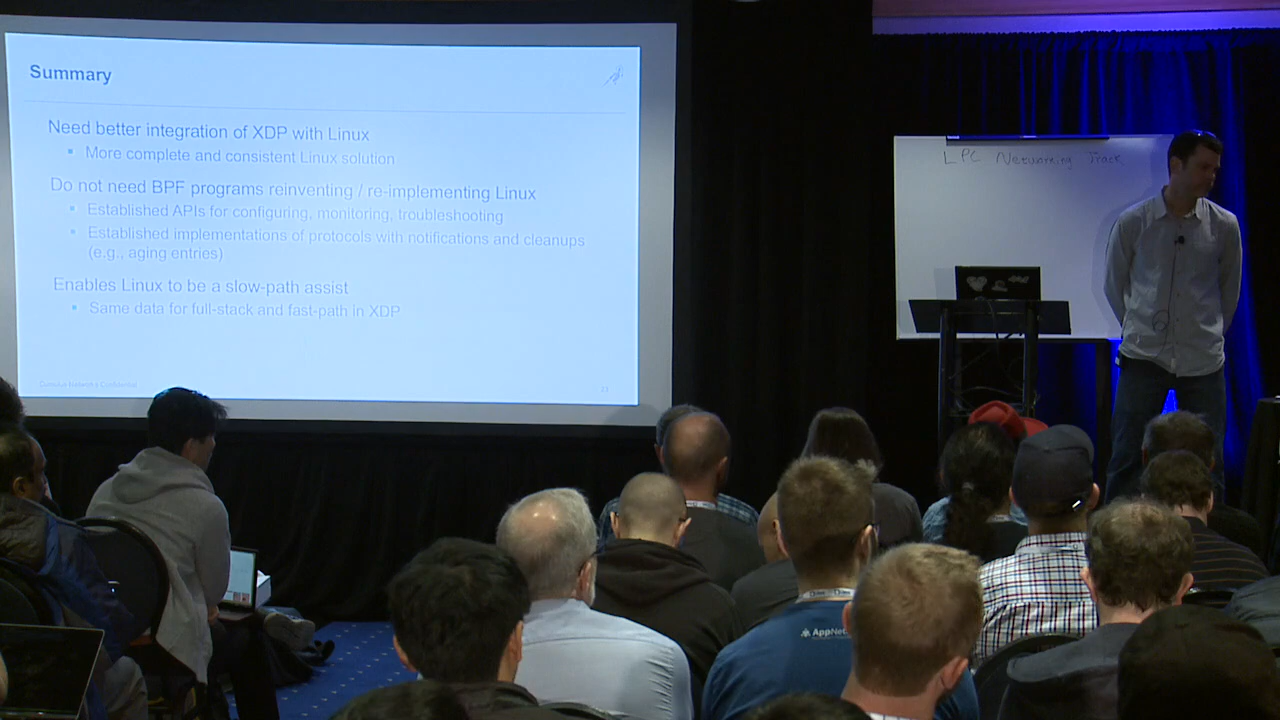 Summary
Need better integration of XDP with Linux
More complete and consistent Linux solution
Do not need BPF programs reinventing / re-implementing Linux
Established APIs for configuring, monitoring, troubleshooting
Established implementations of protocols with notifications and cleanups
(e.g., aging entries)
Enables Linux to be a slow-path assist
Same data for full-stack and fast-path in XDP
Cumulus Networks Confidential
LPC Networking Track